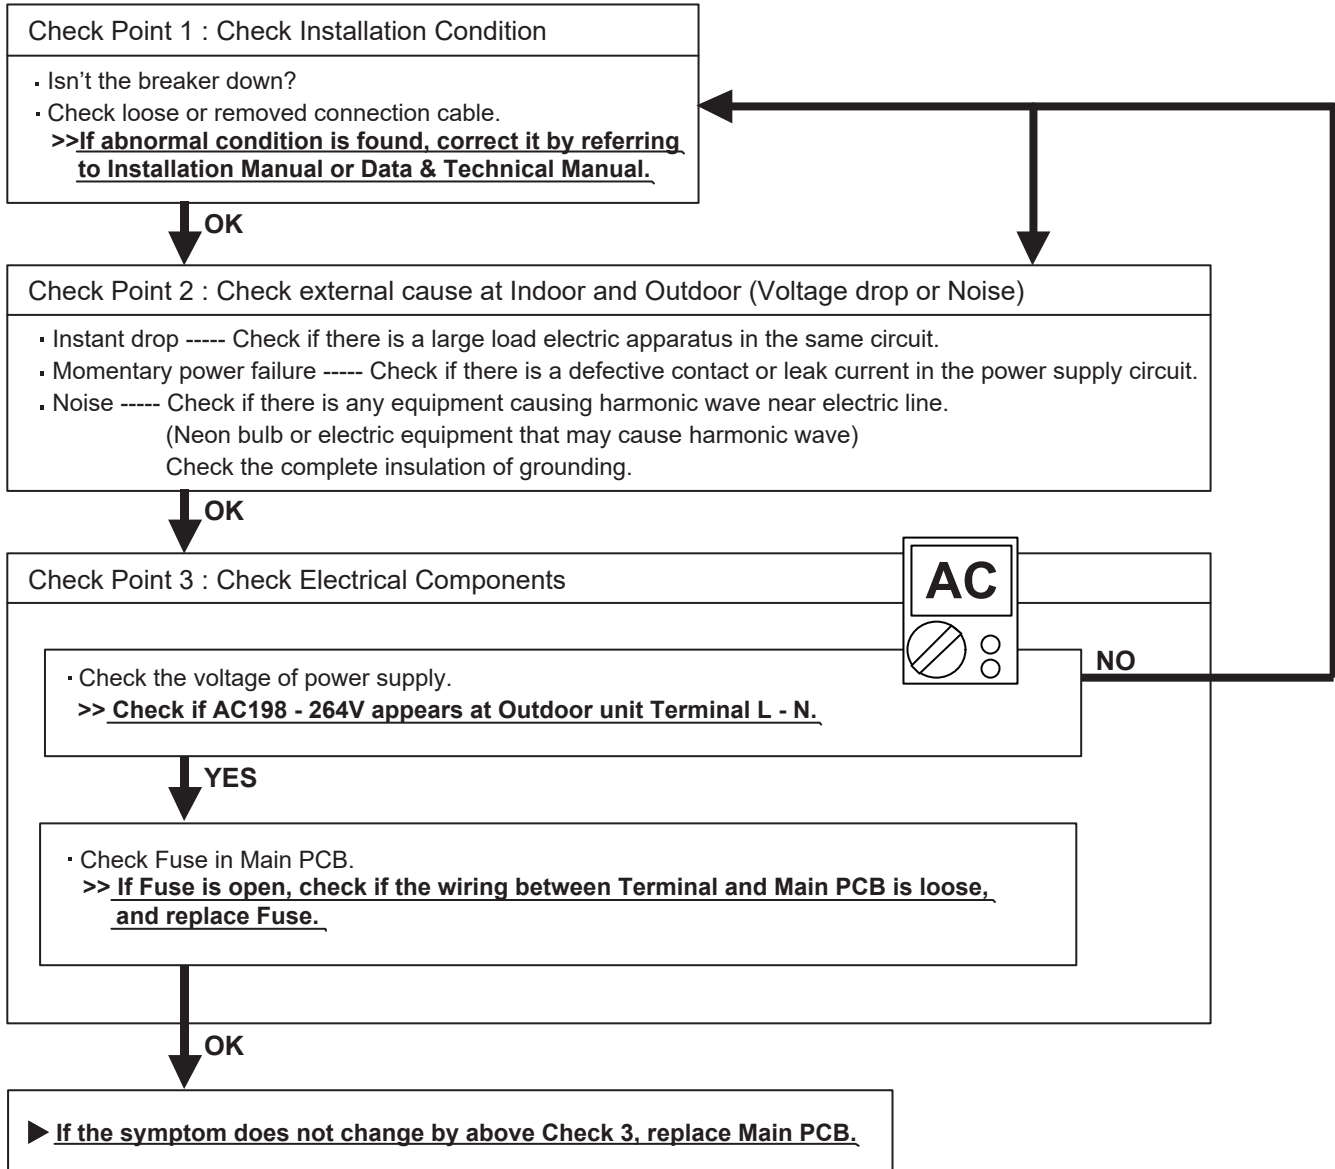 Check Point 1 : Check Installation Condition
· Isn’t the breaker down?
· Check loose or removed connection cable.
>>If abnormal condition is found, correct it by referring
to Installation Manual or Data & Technical Manual.
OK
Check Point 2 : Check external cause at Indoor and Outdoor (Voltage drop or Noise)
· Instant drop ----- Check if there is a large load electric apparatus in the same circuit.
· Momentary power failure ----- Check if there is a defective contact or leak current in the power supply circuit.
· Noise ----- Check if there is any equipment causing harmonic wave near electric line.
(Neon bulb or electric equipment that may cause harmonic wave)
Check the complete insulation of grounding.
OK
Check Point 3 : Check Electrical Components
AC
NO
· Check the voltage of power supply.
>> Check if AC198 - 264V appears at Outdoor unit Terminal L - N.
YES
· Check Fuse in Main PCB.
>> If Fuse is open, check if the wiring between Terminal and Main PCB is loose,
and replace Fuse.
OK
▶ If the symptom does not change by above Check 3, replace Main PCB.